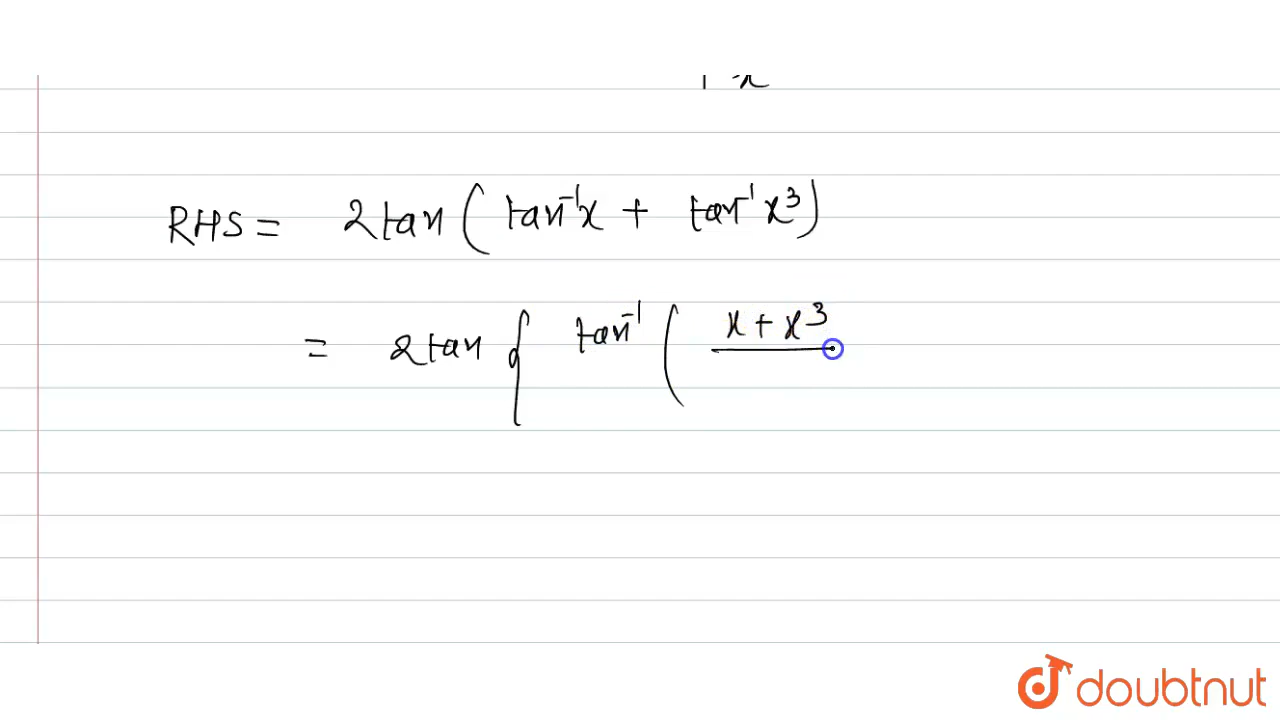 RHS = 2tan(tan⁻¹x + tan⁻¹x³)
= 2tan{ tan⁻¹( x + x³
doubtnut